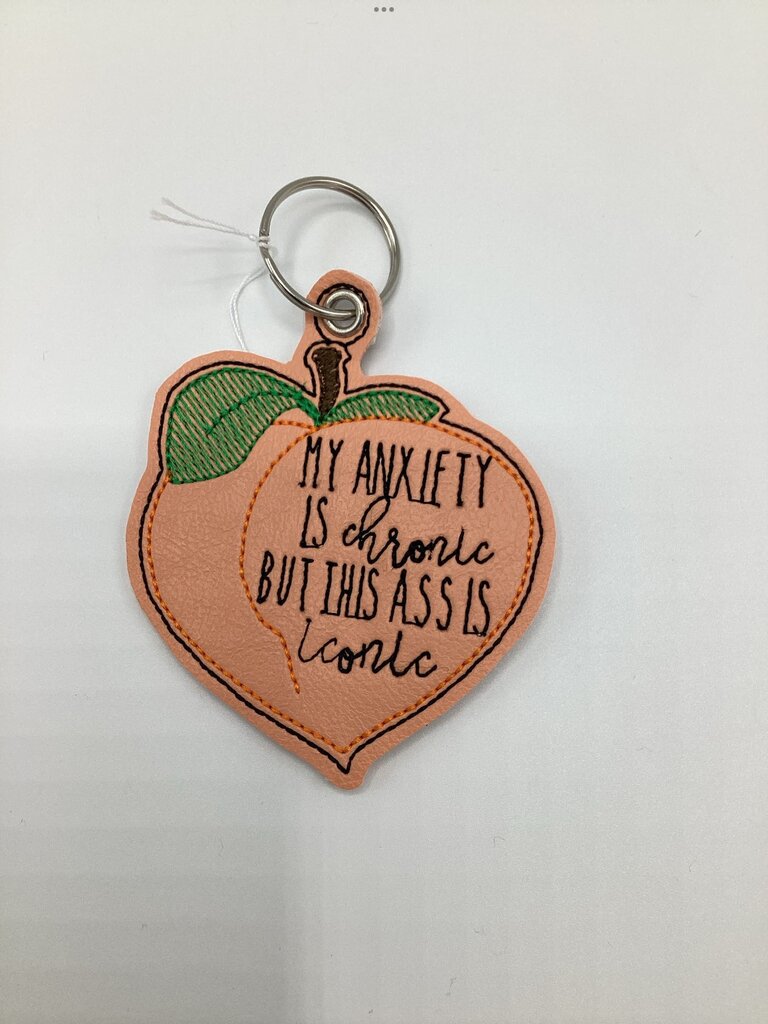 MY ANXIETY
IS chronic
BUT THIS ASS IS
iconic